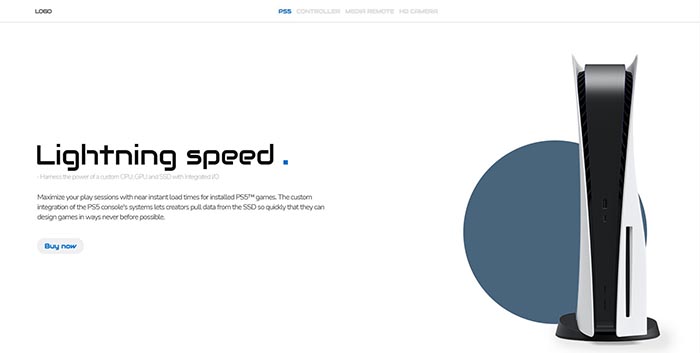 LOGO
PS5 CONTROLLER MEDIA REMOTE HD CAMERA
Lightning speed .
- Harness the power of a custom CPU, GPU and SSD with Integrated I/O
Maximize your play sessions with near instant load times for installed PS5™ games. The custom
integration of the PS5 console's systems lets creators pull data from the SSD so quickly that they can
design games in ways never before possible.
Buy now